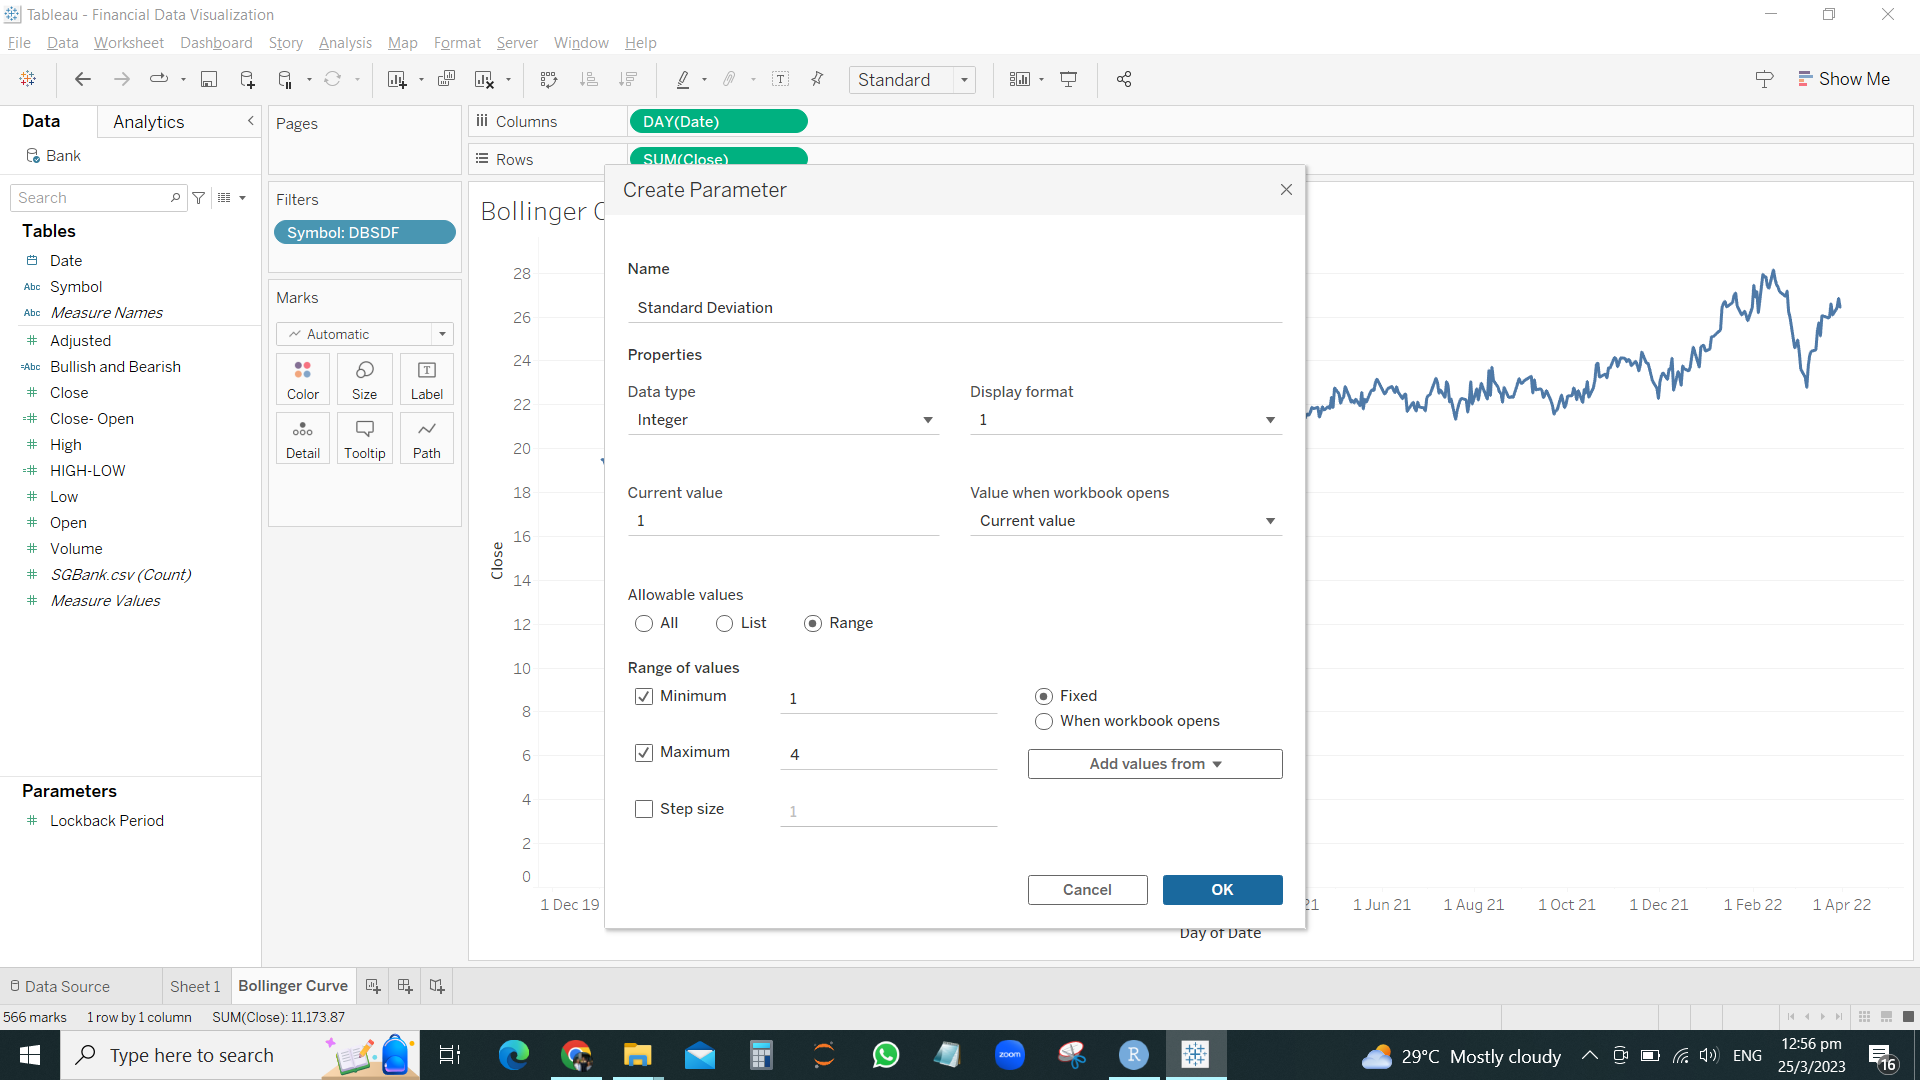 Tableau - Financial Data Visualization
File Data Worksheet Dashboard Story Analysis Map Format Server Window Help
Standard
Show Me
Data
Analytics
Bank
Search
Tables
Date
Abc Symbol
Abc Measure Names
Adjusted
=Abc Bullish and Bearish
Close
Close- Open
High
HIGH-LOW
Low
Open
Volume
SGBank.csv (Count)
Measure Values
Parameters
Lockback Period
Pages
Filters
Symbol: DBSDF
Marks
Automatic
Color Size Label
Detail Tooltip Path
Columns DAY(Date)
Rows SUM(Close)
Bollinger C
28
26
24
22
20
18
16
14
12
10
8
6
4
2
0
Close
1 Dec 19
21
1 Jun 21
1 Aug 21
1 Oct 21
1 Dec 21
1 Feb 22
1 Apr 22
Day of Date
Create Parameter
Name
Standard Deviation
Properties
Data type
Display format
Integer
1
Current value
Value when workbook opens
1
Current value
Allowable values
All List Range
Range of values
Minimum 1
Fixed
When workbook opens
Maximum 4
Add values from
Step size 1
Cancel OK
Data Source Sheet 1 Bollinger Curve
566 marks 1 row by 1 column SUM(Close): 11,173.87
Type here to search
zoom
R
29°C Mostly cloudy
ENG
12:56 pm
25/3/2023
16